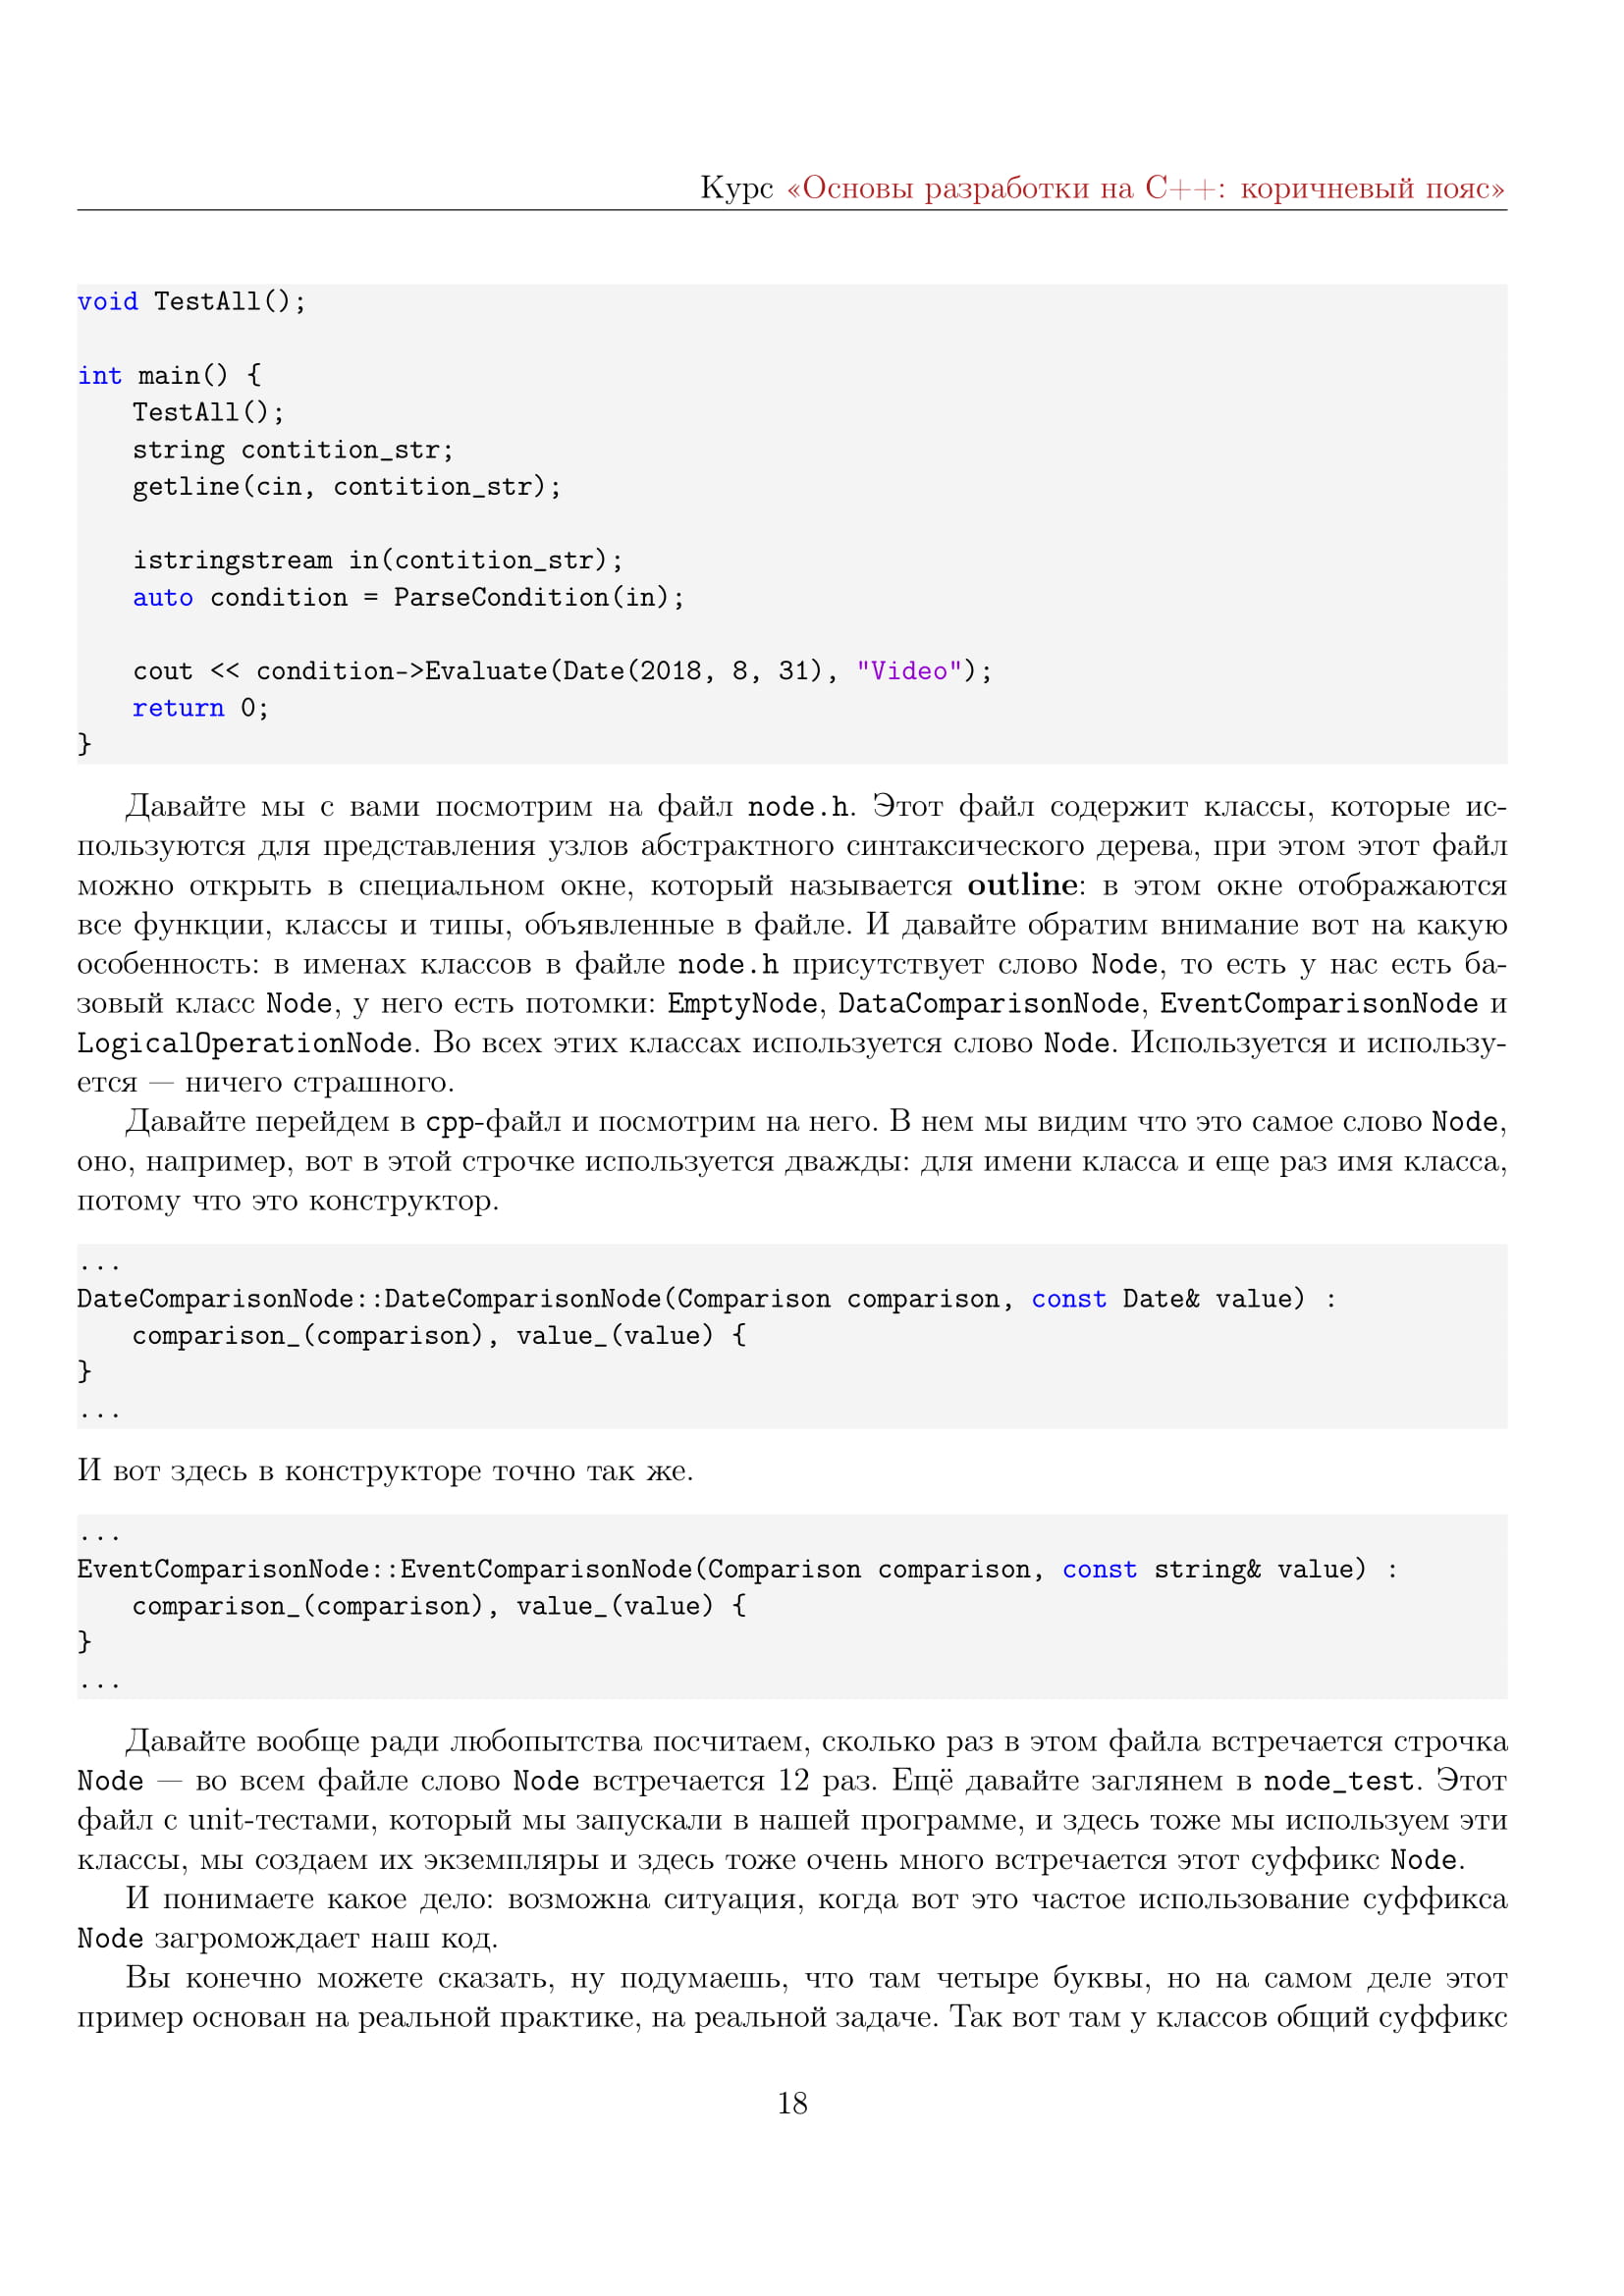 Курс «Основы разработки на C++: коричневый пояс»
void TestAll();
int main() {
TestAll();
string contition_str;
getline(cin, contition_str);
istringstream in(contition_str);
auto condition = ParseCondition(in);
cout << condition->Evaluate(Date(2018, 8, 31), "Video");
return 0;
}
Давайте мы с вами посмотрим на файл node.h. Этот файл содержит классы, которые ис-
пользуются для представления узлов абстрактного синтаксического дерева, при этом этот файл
можно открыть в специальном окне, который называется outline: в этом окне отображаются
все функции, классы и типы, объявленные в файле. И давайте обратим внимание вот на какую
особенность: в именах классов в файле node.h присутствует слово Node, то есть у нас есть ба-
зовый класс Node, у него есть потомки: EmptyNode, DataComparisonNode, EventComparisonNode и
LogicalOperationNode. Во всех этих классах используется слово Node. Используется и использу-
ется — ничего страшного.
Давайте перейдем в cpp-файл и посмотрим на него. В нем мы видим что это самое слово Node,
оно, например, вот в этой строчке используется дважды: для имени класса и еще раз имя класса,
потому что это конструктор.
...
DateComparisonNode::DateComparisonNode(Comparison comparison, const Date& value) :
comparison_(comparison), value_(value) {
}
...
И вот здесь в конструкторе точно так же.
...
EventComparisonNode::EventComparisonNode(Comparison comparison, const string& value) :
comparison_(comparison), value_(value) {
}
...
Давайте вообще ради любопытства посчитаем, сколько раз в этом файла встречается строчка
Node — во всем файле слово Node встречается 12 раз. Ещё давайте заглянем в node_test. Этот
файл с unit-тестами, который мы запускали в нашей программе, и здесь тоже мы используем эти
классы, мы создаем их экземпляры и здесь тоже очень много встречается этот суффикс Node.
И понимаете какое дело: возможна ситуация, когда вот это частое использование суффикса
Node загромождает наш код.
Вы конечно можете сказать, ну подумаешь, что там четыре буквы, но на самом деле этот
пример основан на реальной практике, на реальной задаче. Так вот там у классов общий суффикс
18